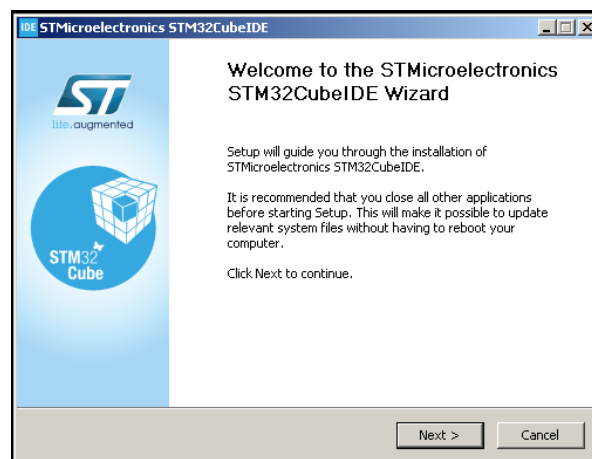 IDE STMicroelectronics STM32CubeIDE
life.augmented
STM32
Cube
Welcome to the STMicroelectronics
STM32CubeIDE Wizard
Setup will guide you through the installation of
STMicroelectronics STM32CubeIDE.
It is recommended that you close all other applications
before starting Setup. This will make it possible to update
relevant system files without having to reboot your
computer.
Click Next to continue.
Next >
Cancel